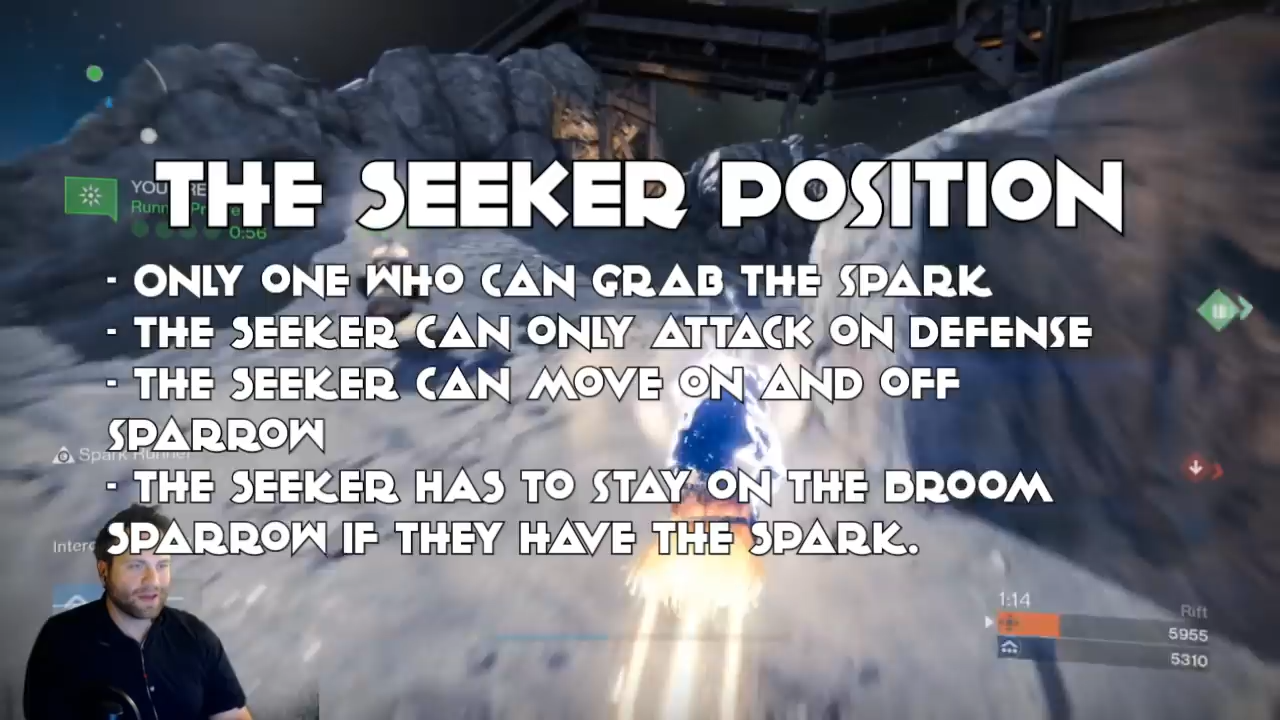 THE SEEKER POSITION
- ONLY ONE WHO CAN GRAB THE SPARK
- THE SEEKER CAN ONLY ATTACK ON DEFENSE
- THE SEEKER CAN MOVE ON AND OFF
SPARROW
- THE SEEKER HAS TO STAY ON THE BROOM
SPARROW IF THEY HAVE THE SPARK.
0:56
Spark Runner
1:14
Rift
5955
5310